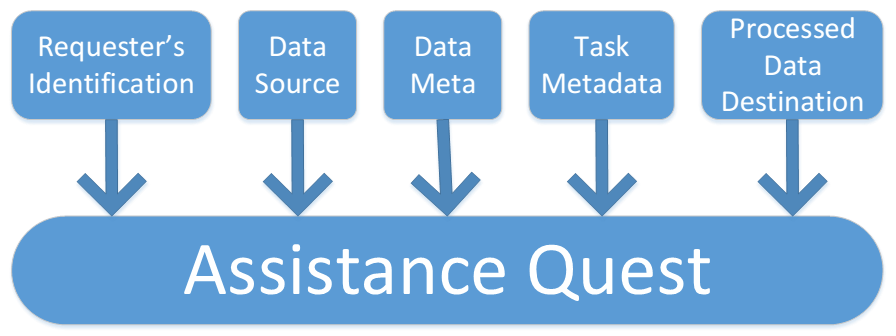 Requester’s
Identification
Data
Source
Data
Meta
Task
Metadata
Processed
Data
Destination
Assistance Quest